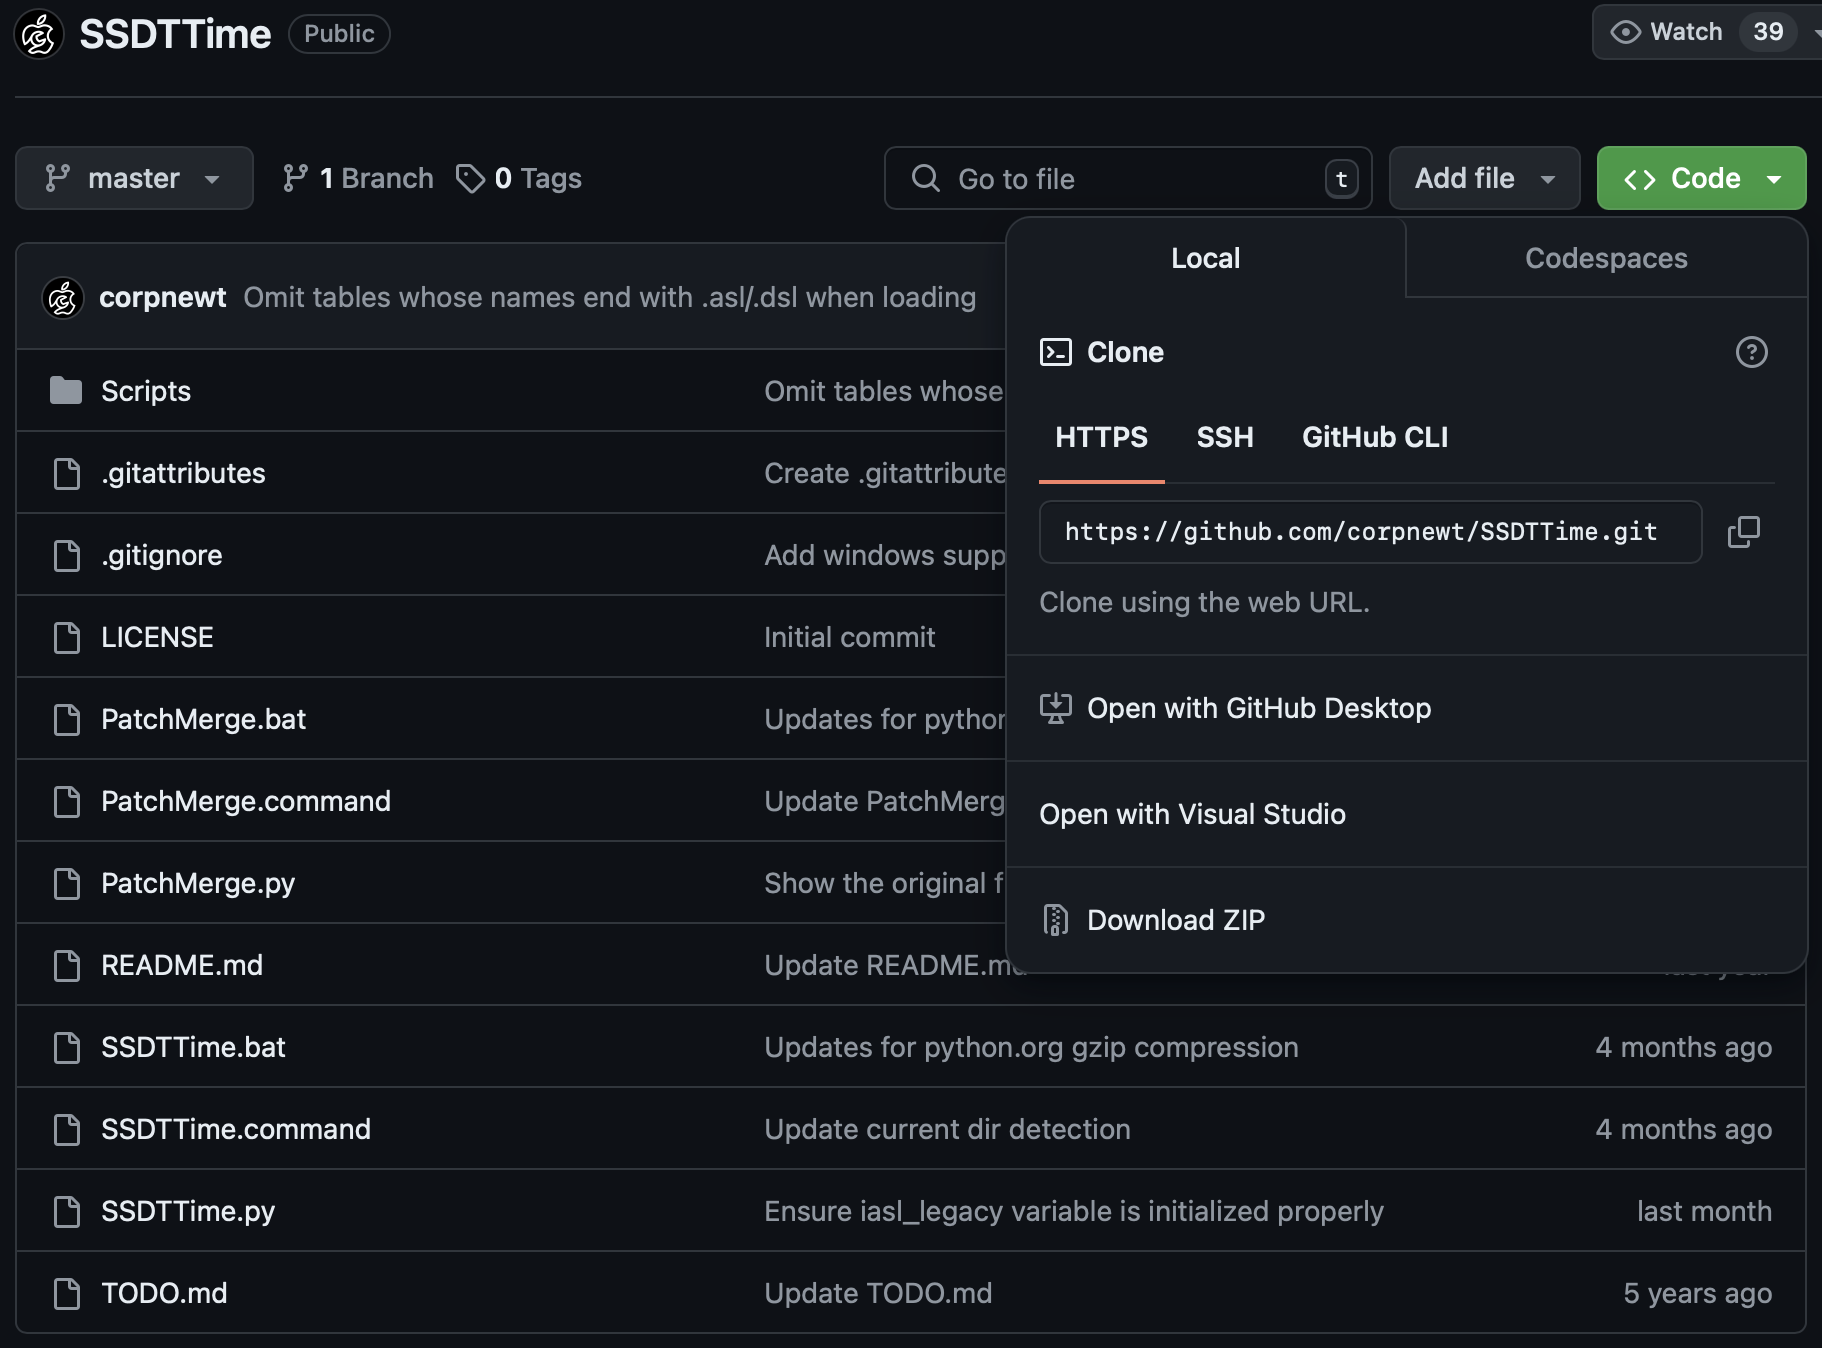 SSDTTime Public Watch 39
master 1 Branch 0 Tags Go to file t Add file Code
Local Codespaces
corpnewt Omit tables whose names end with .asl/.dsl when loading
Clone
HTTPS SSH GitHub CLI
https://github.com/corpnewt/SSDTTime.git
Clone using the web URL.
Open with GitHub Desktop
Open with Visual Studio
Download ZIP
Scripts Omit tables whose
.gitattributes Create .gitattribute
.gitignore Add windows supp
LICENSE Initial commit
PatchMerge.bat Updates for python
PatchMerge.command Update PatchMerg
PatchMerge.py Show the original f
README.md Update README.md last year
SSDTTime.bat Updates for python.org gzip compression 4 months ago
SSDTTime.command Update current dir detection 4 months ago
SSDTTime.py Ensure iasl_legacy variable is initialized properly last month
TODO.md Update TODO.md 5 years ago